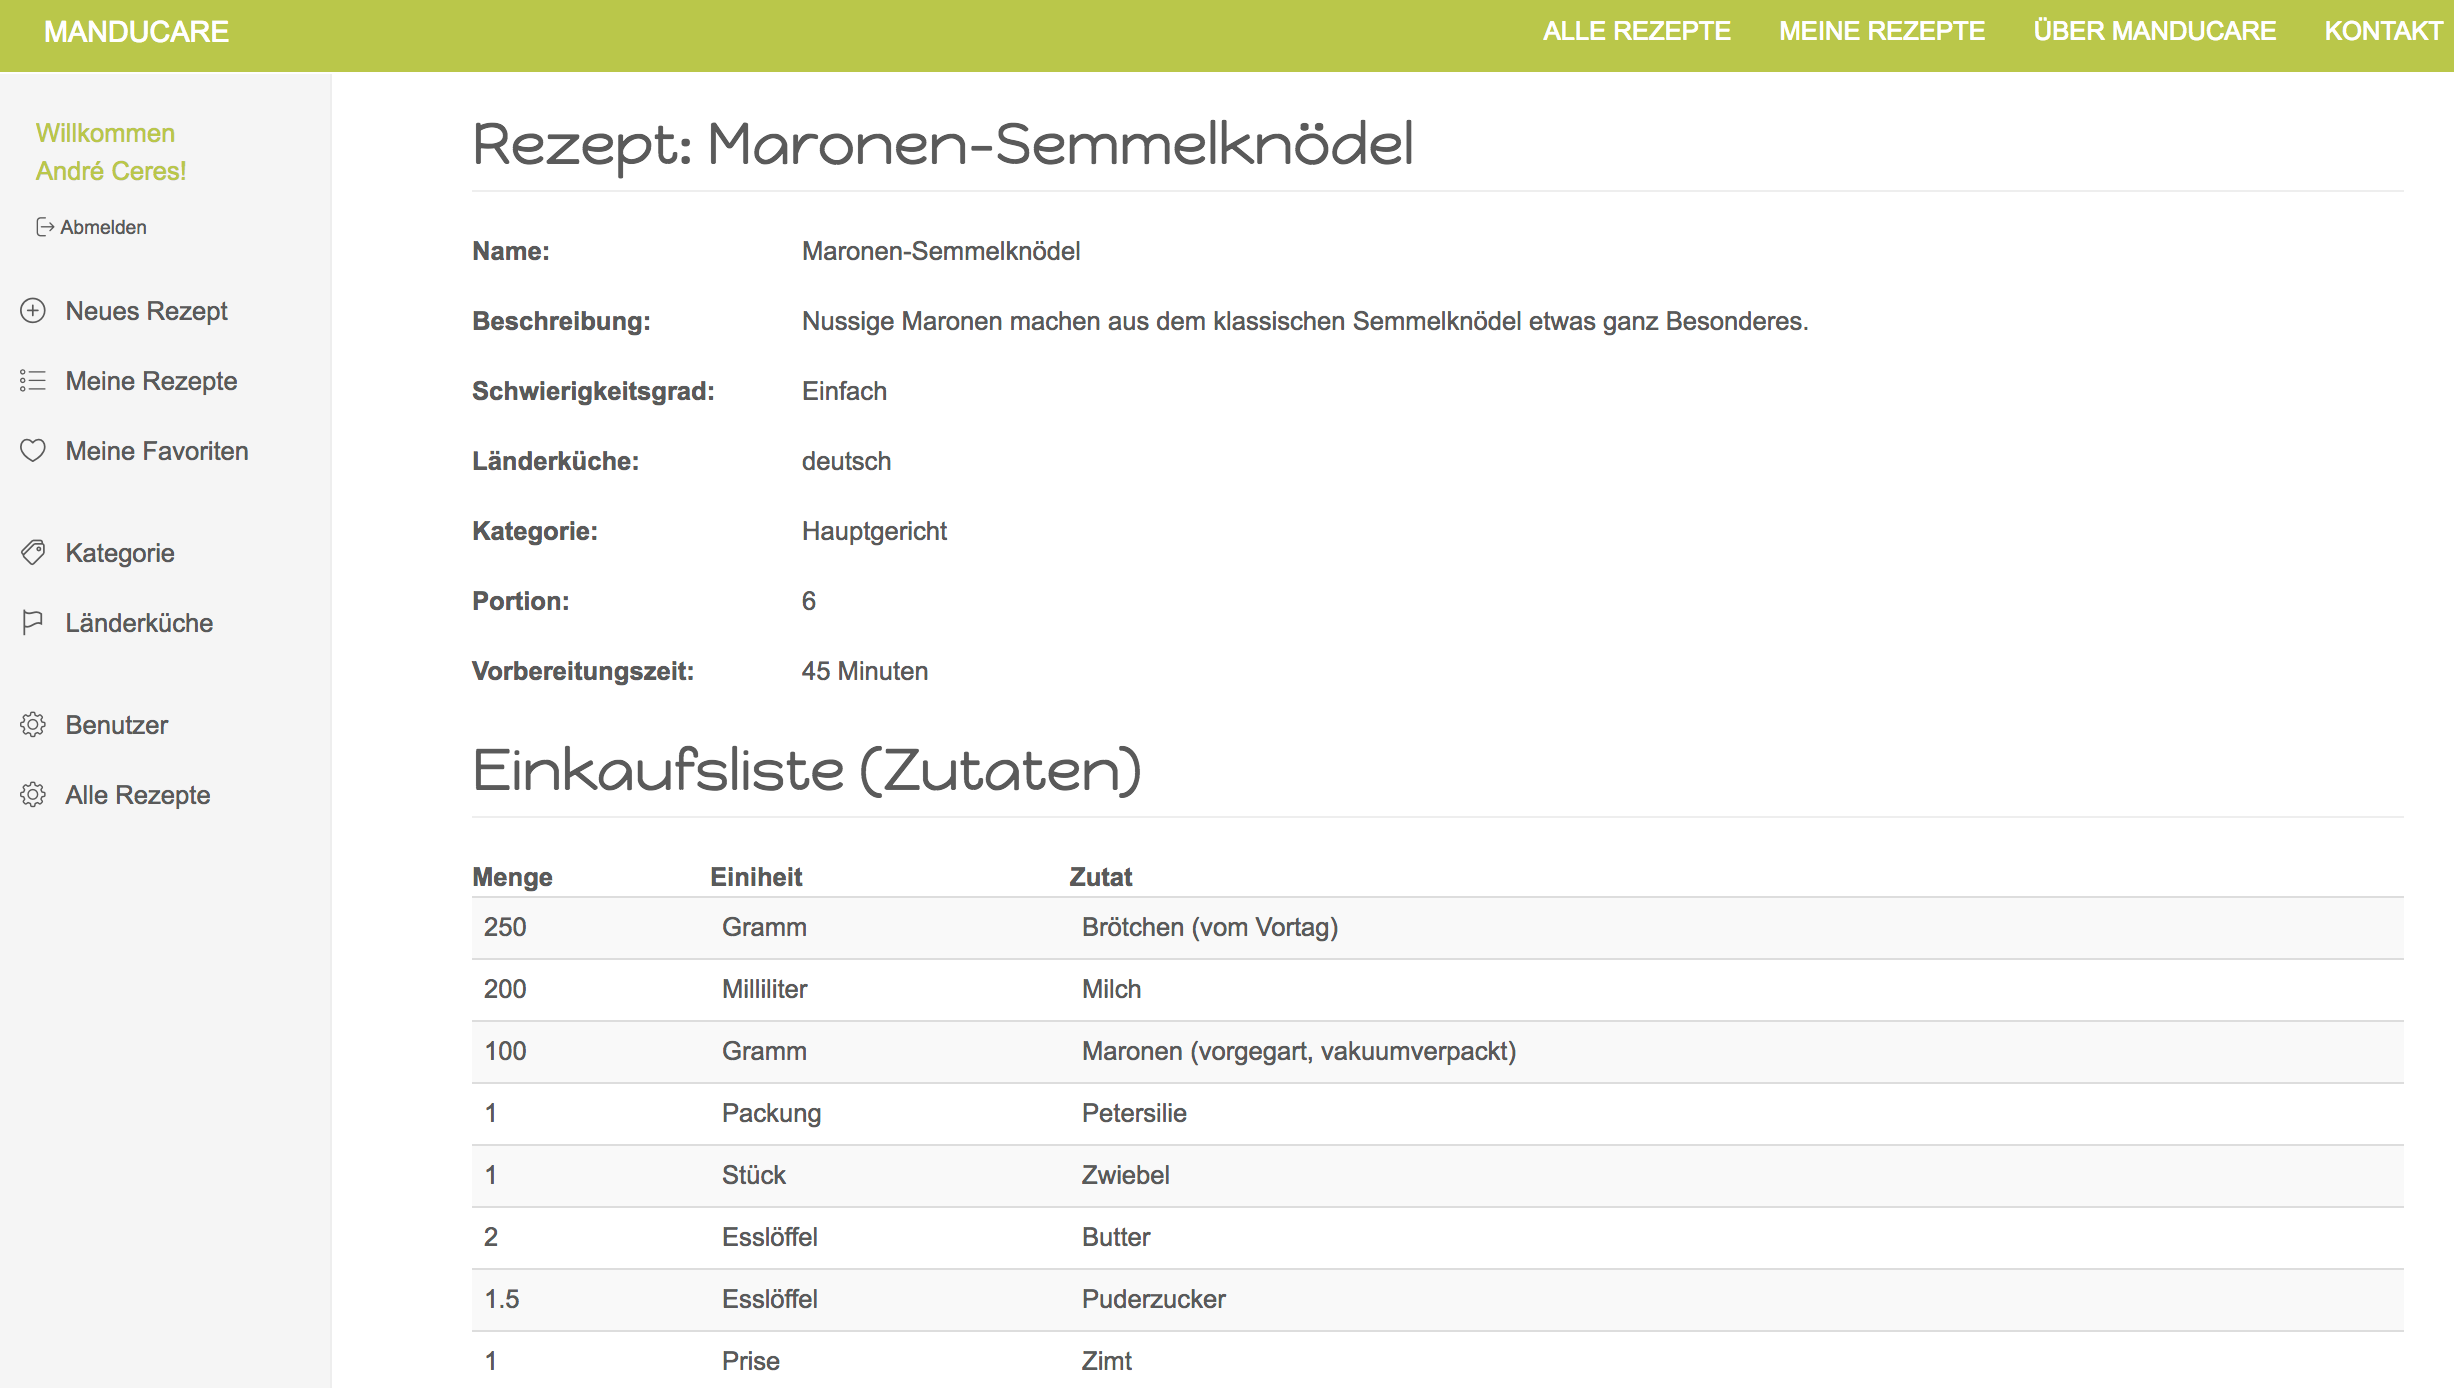 MANDUCARE
ALLE REZEPTE MEINE REZEPTE ÜBER MANDUCARE KONTAKT
Willkommen
André Ceres!
Abmelden
Neues Rezept
Meine Rezepte
Meine Favoriten
Kategorie
Länderküche
Benutzer
Alle Rezepte
Rezept: Maronen-Semmelknödel
Name: Maronen-Semmelknödel
Beschreibung: Nussige Maronen machen aus dem klassischen Semmelknödel etwas ganz Besonderes.
Schwierigkeitsgrad: Einfach
Länderküche: deutsch
Kategorie: Hauptgericht
Portion: 6
Vorbereitungszeit: 45 Minuten
Einkaufsliste (Zutaten)
Menge Einiheit Zutat
250 Gramm Brötchen (vom Vortag)
200 Milliliter Milch
100 Gramm Maronen (vorgegart, vakuumverpackt)
1 Packung Petersilie
1 Stück Zwiebel
2 Esslöffel Butter
1.5 Esslöffel Puderzucker
1 Prise Zimt